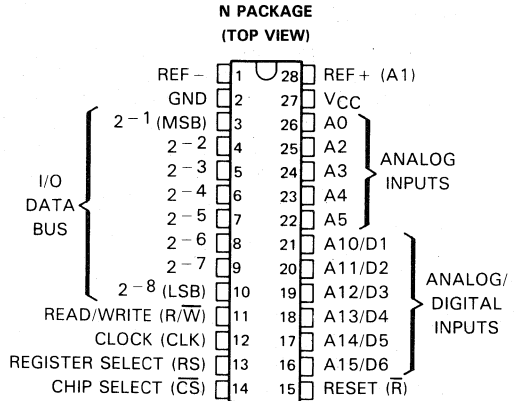 N PACKAGE
(TOP VIEW)
REF− 1 28 REF+ (A1)
GND 2 27 VCC
2−1 (MSB) 3 26 A0
2−2 4 25 A2
2−3 5 24 A3
2−4 6 23 A4
2−5 7 22 A5
2−6 8 21 A10/D1
2−7 9 20 A11/D2
2−8 (LSB) 10 19 A12/D3
READ/WRITE (R/W̅) 11 18 A13/D4
CLOCK (CLK) 12 17 A14/D5
REGISTER SELECT (RS) 13 16 A15/D6
CHIP SELECT (C̅S̅) 14 15 RESET (R̅)
I/O
DATA
BUS
ANALOG
INPUTS
ANALOG/
DIGITAL
INPUTS